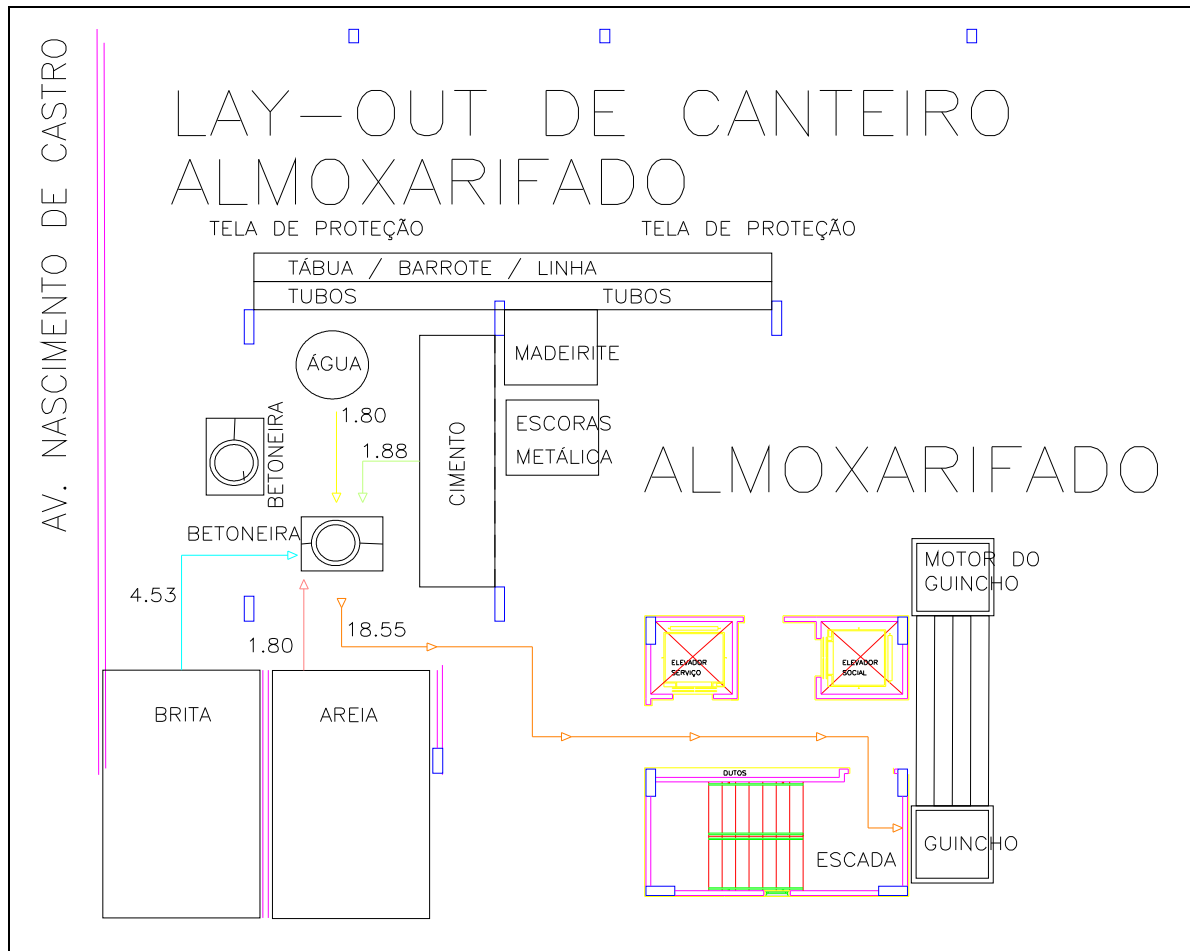 AV. NASCIMENTO DE CASTRO
LAY-OUT DE CANTEIRO
ALMOXARIFADO
TELA DE PROTEÇÃO
TELA DE PROTEÇÃO
TÁBUA / BARROTE / LINHA
TUBOS
TUBOS
ÁGUA
MADEIRITE
1.80
BETONEIRA
1.88
CIMENTO
ESCORAS
METÁLICA
ALMOXARIFADO
BETONEIRA
4.53
1.80
18.55
MOTOR DO
GUINCHO
ELEVADOR
SERVIÇO
ELEVADOR
SOCIAL
BRITA
AREIA
DUTOS
ESCADA
GUINCHO